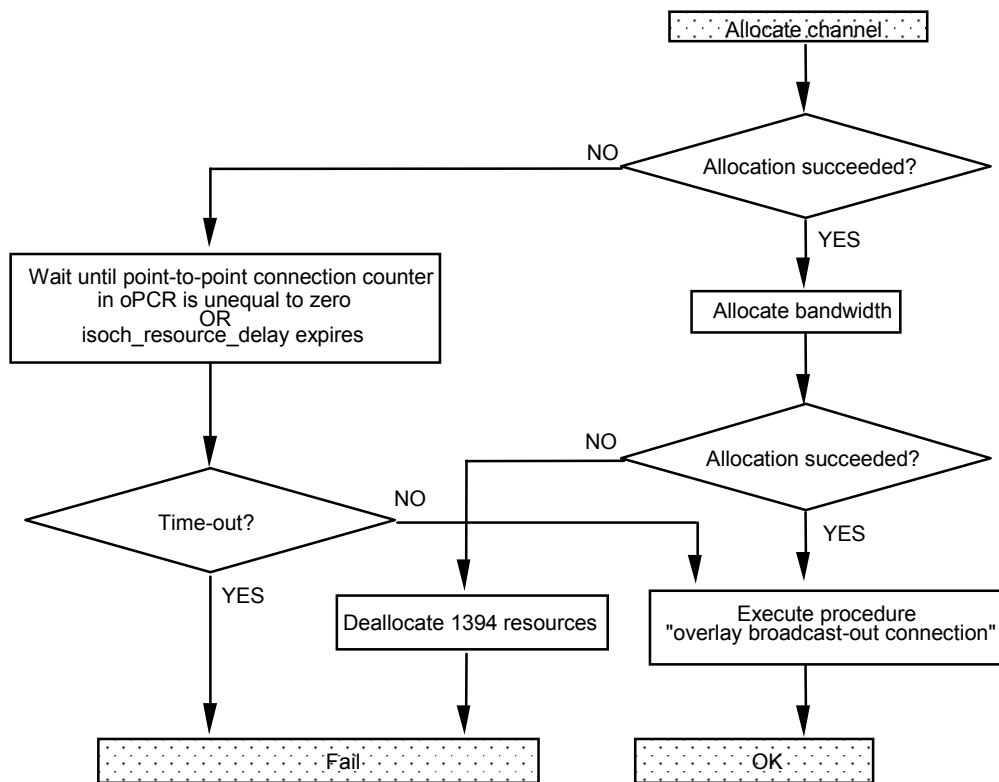 Allocate channel
NO
Allocation succeeded?
YES
Wait until point-to-point connection counter
in oPCR is unequal to zero
OR
isoch_resource_delay expires
Allocate bandwidth
NO
Allocation succeeded?
NO
Time-out?
YES
YES
Deallocate 1394 resources
Execute procedure
"overlay broadcast-out connection"
Fail
OK